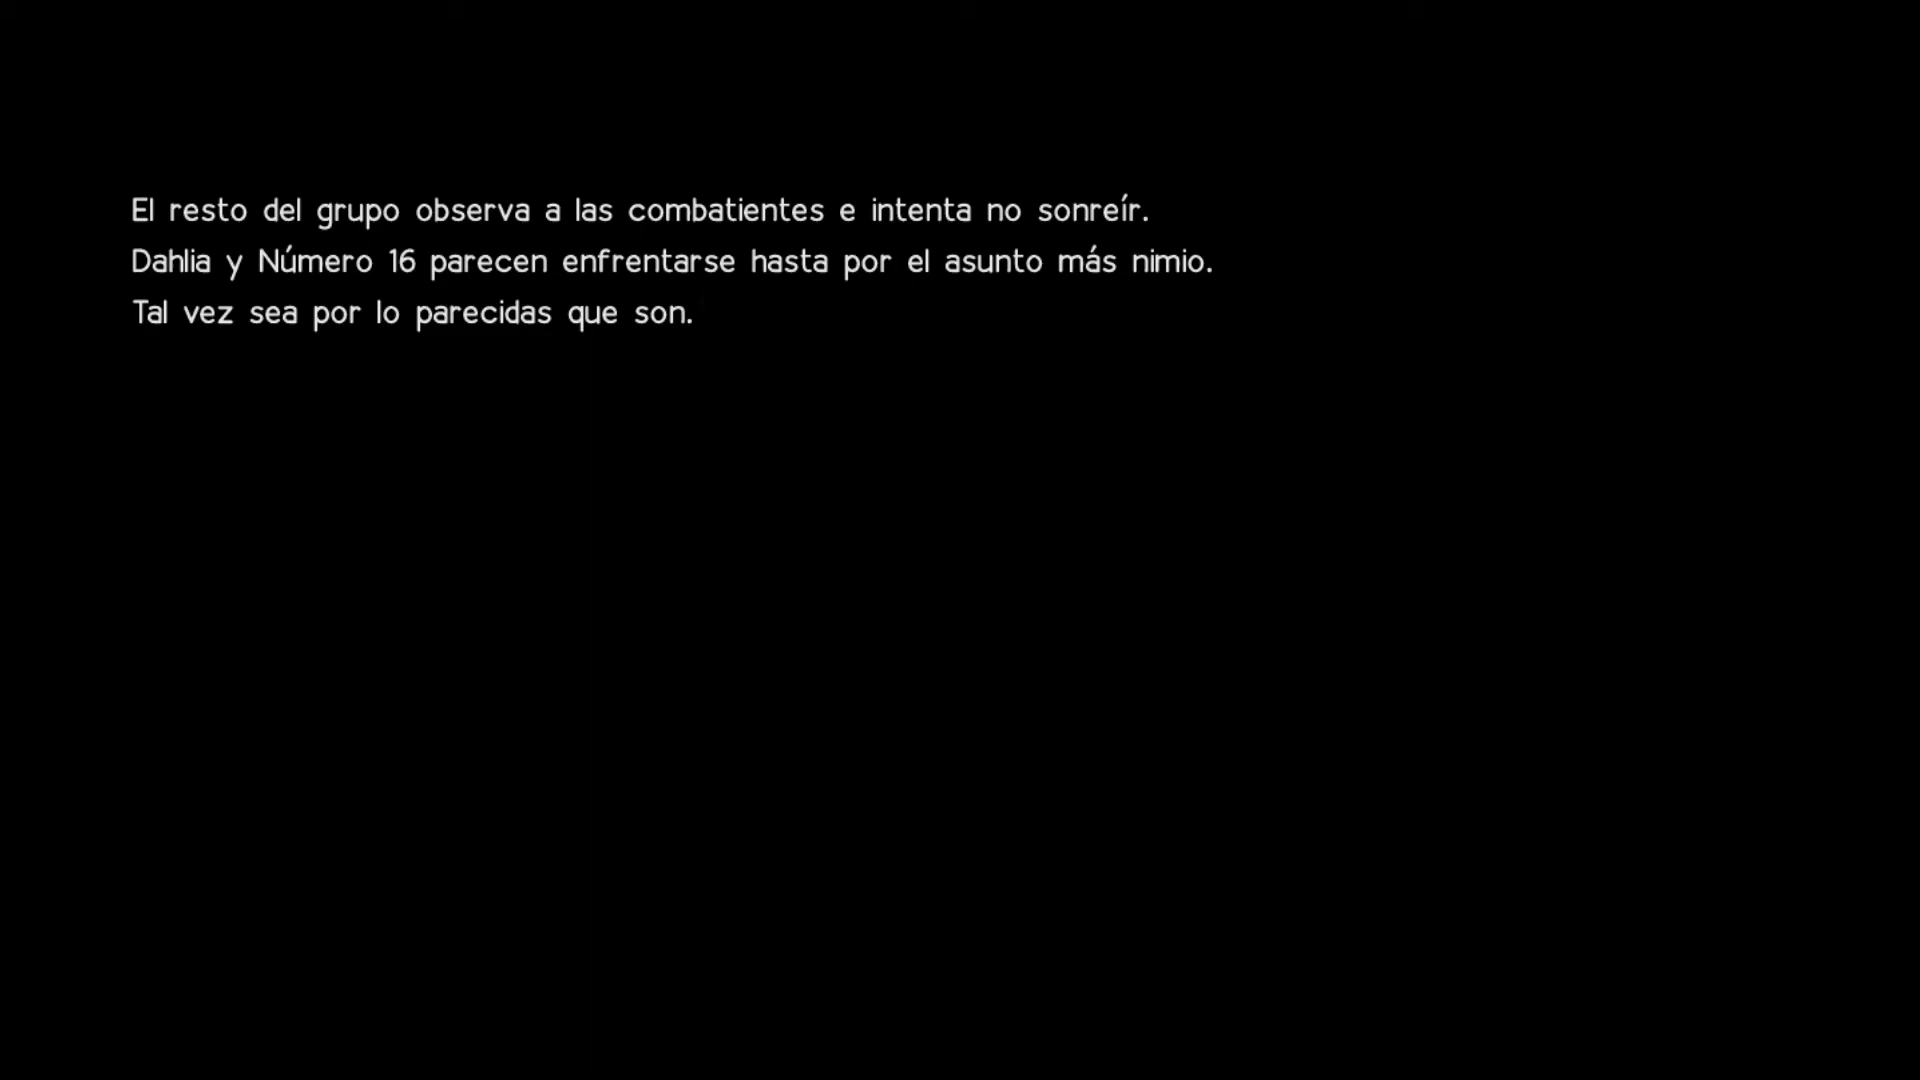 El resto del grupo observa a las combatientes e intenta no sonreír.
Dahlia y Número 16 parecen enfrentarse hasta por el asunto más nimio.
Tal vez sea por lo parecidas que son.